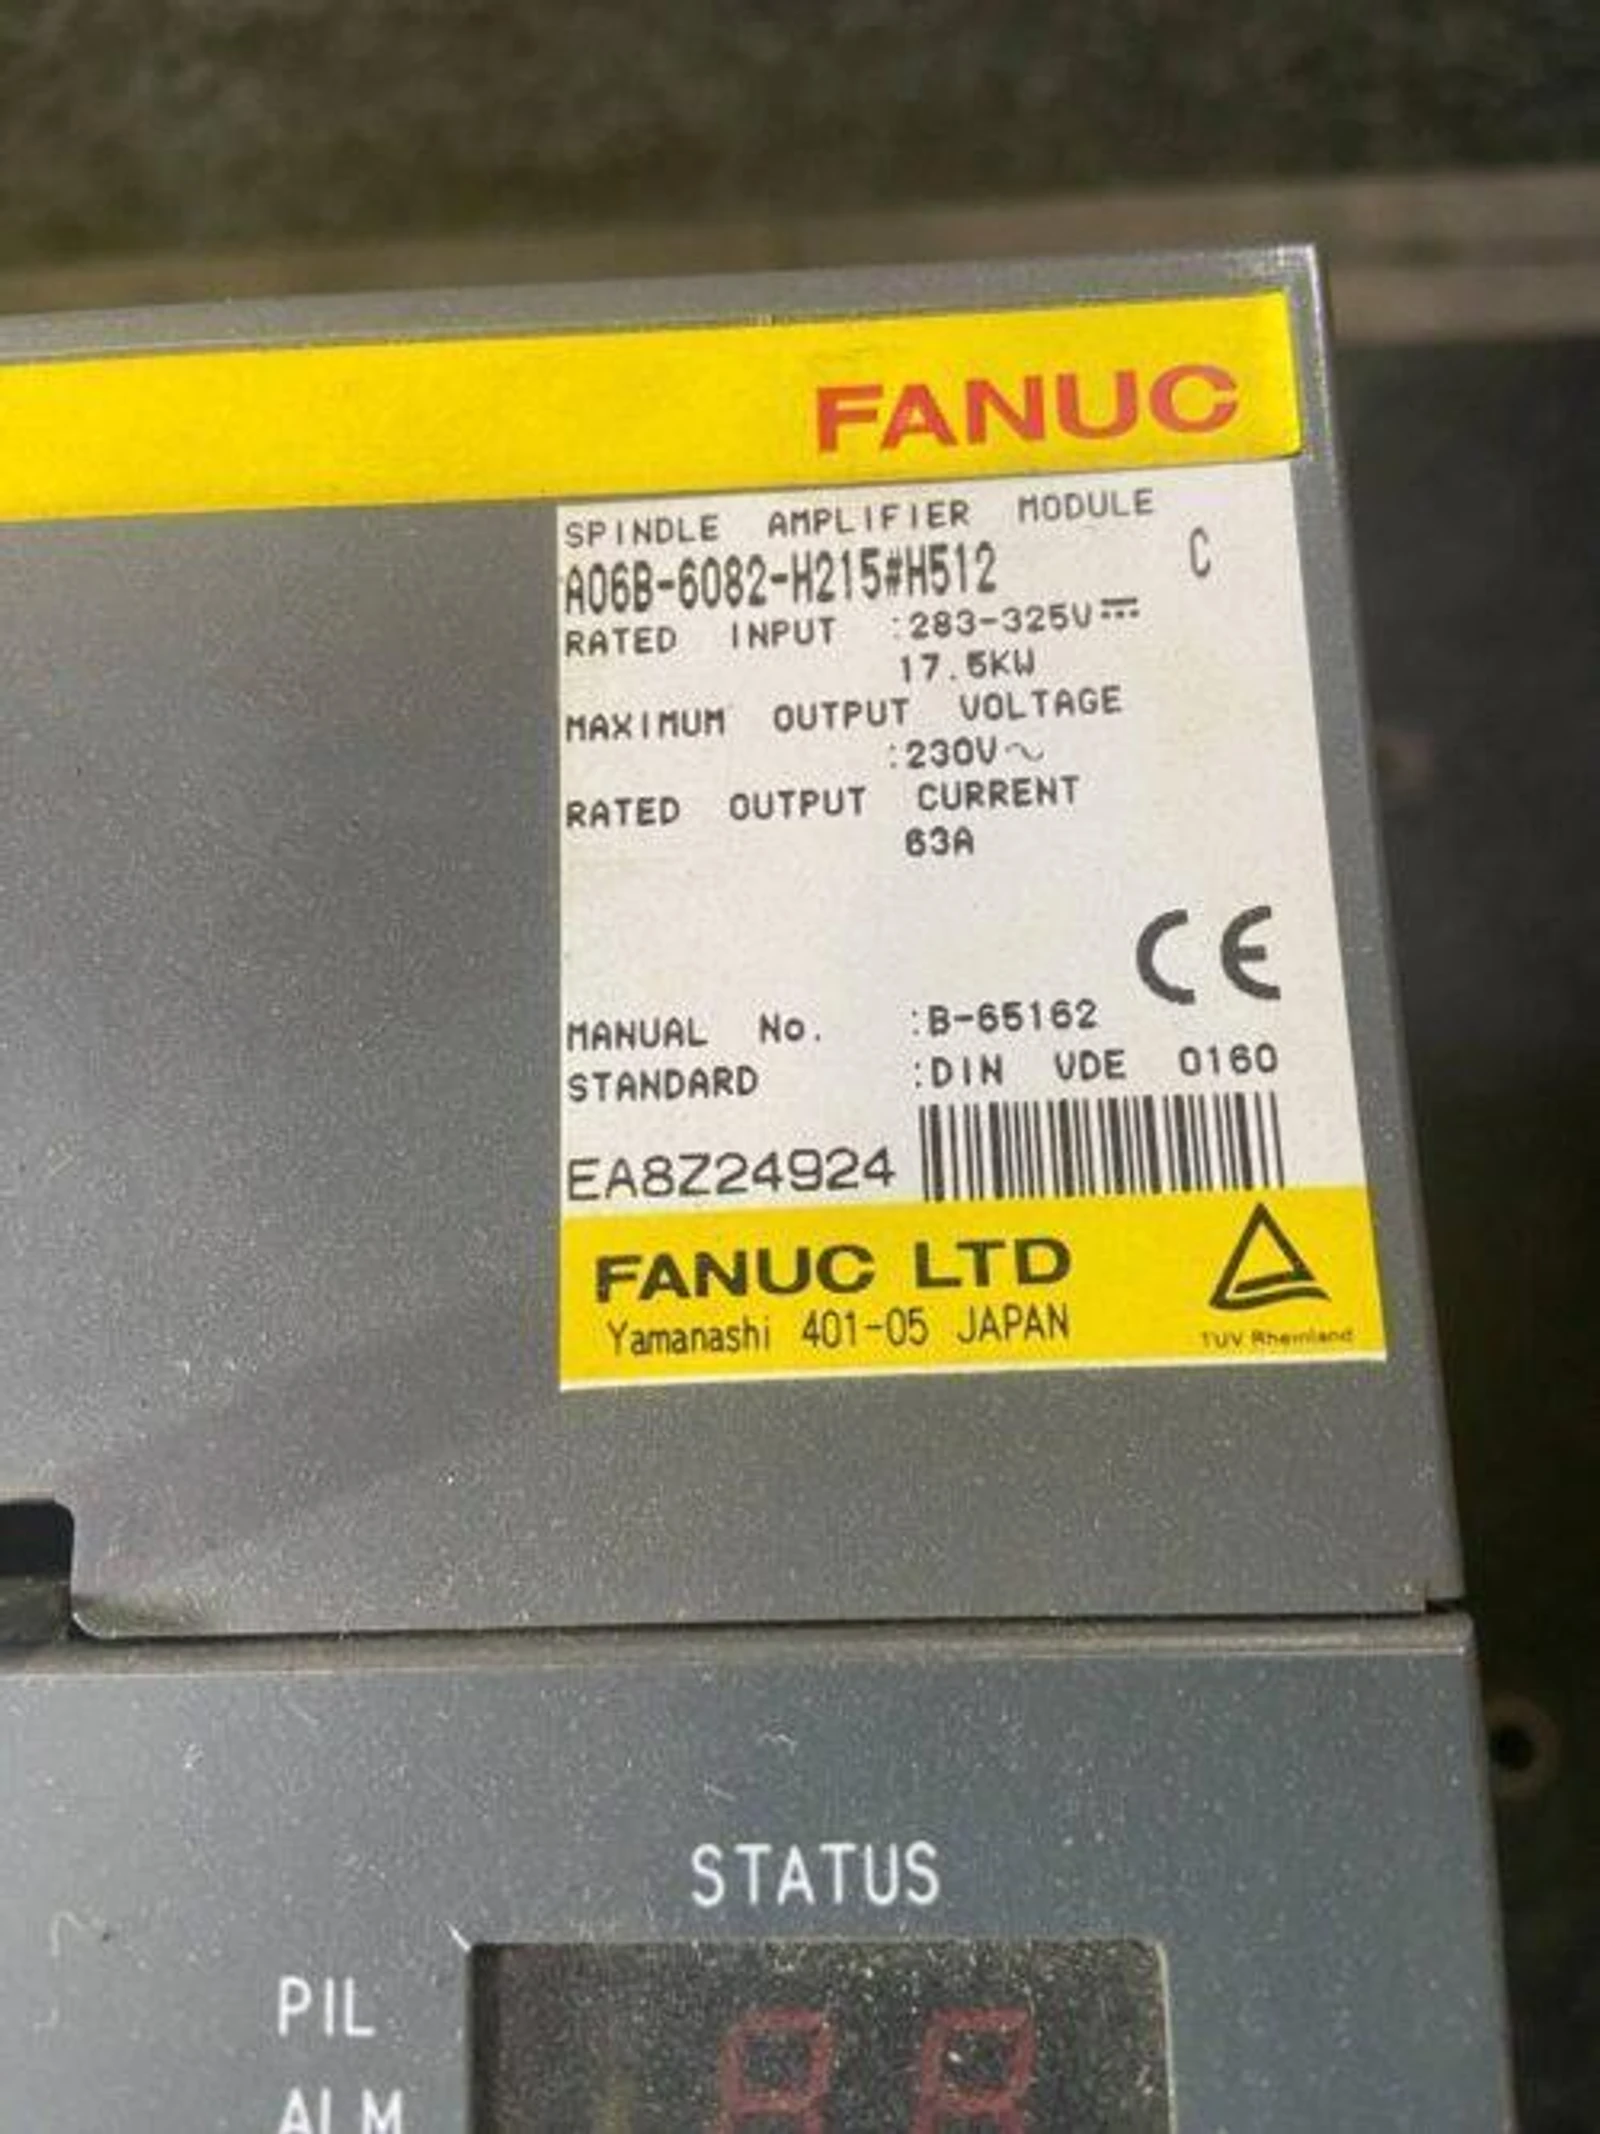 FANUC
SPINDLE AMPLIFIER MODULE
A06B-6082-H215#H512 C
RATED INPUT :283-325V⎓
17.5KW
MAXIMUM OUTPUT VOLTAGE
:230V~
RATED OUTPUT CURRENT
63A
CE
MANUAL No. :B-65162
STANDARD :DIN VDE 0160
EA8Z24924
FANUC LTD
Yamanashi 401-05 JAPAN
TUV Rheinland
STATUS
PIL
ALM